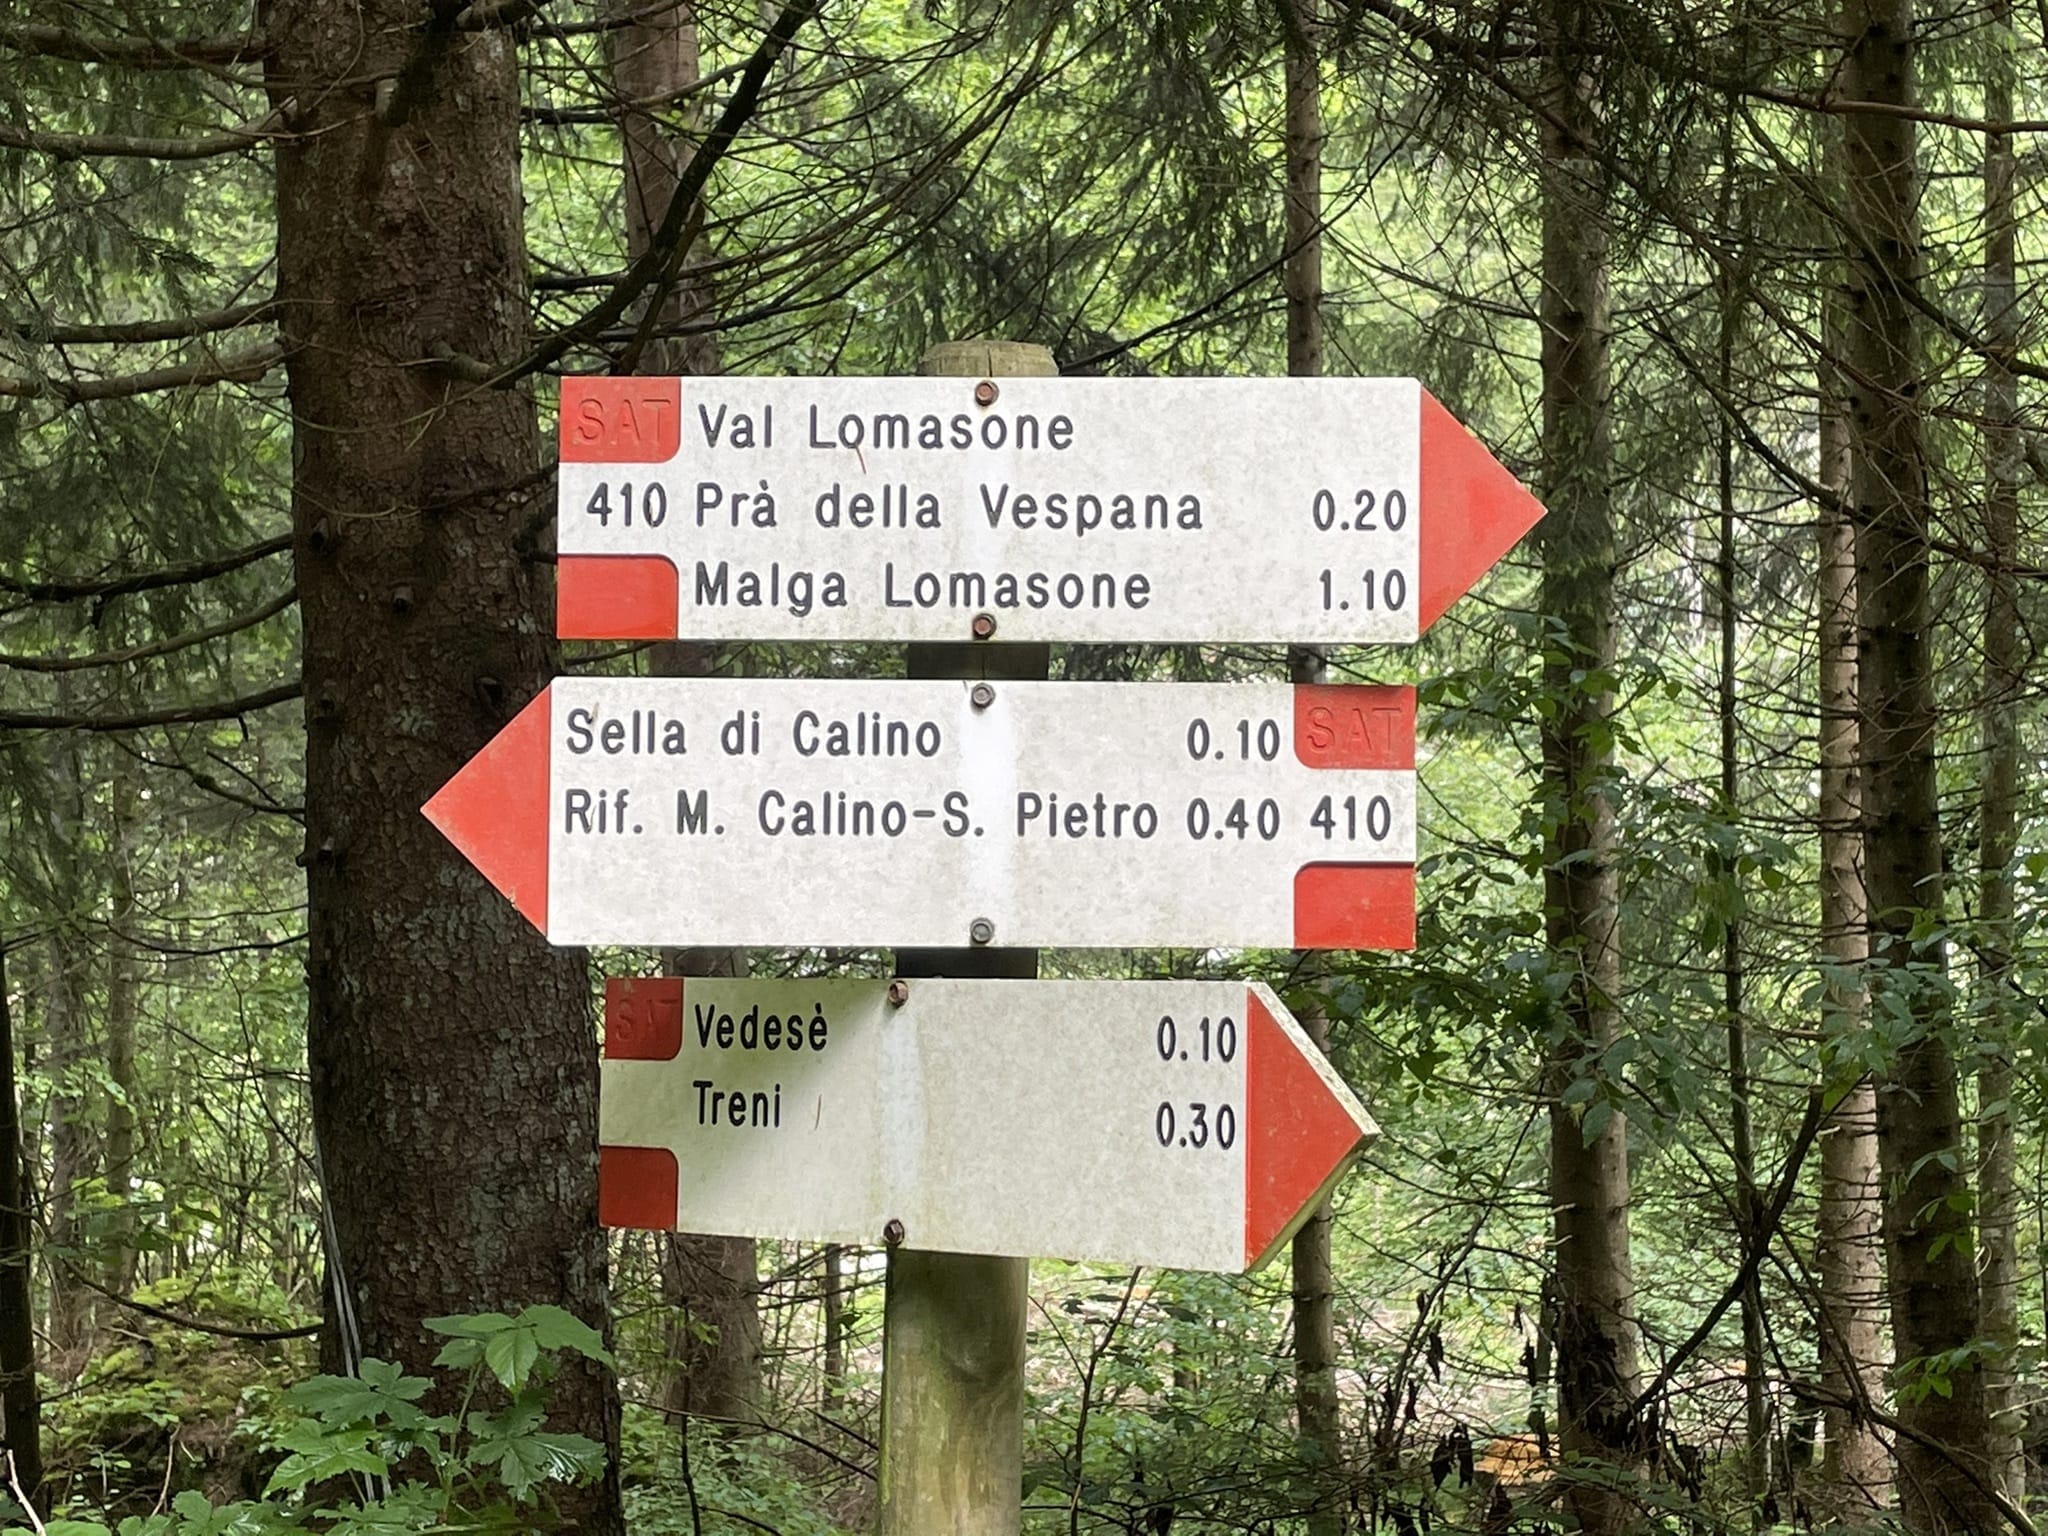 SAT Val Lomasone
410 Prà della Vespana 0.20
Malga Lomasone 1.10
Sella di Calino 0.10 SAT
Rif. M. Calino-S. Pietro 0.40 410
SAT Vedesè 0.10
Treni 0.30